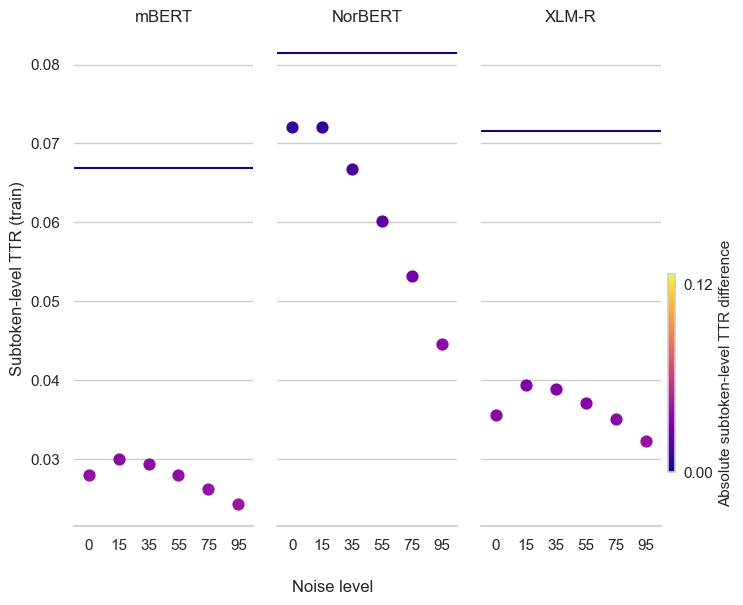 mBERT NorBERT XLM-R
Subtoken-level TTR (train)
0.08
0.07
0.06
0.05
0.04
0.03
0 15 35 55 75 95
0 15 35 55 75 95
0 15 35 55 75 95
Noise level
0.12
0.00
Absolute subtoken-level TTR difference